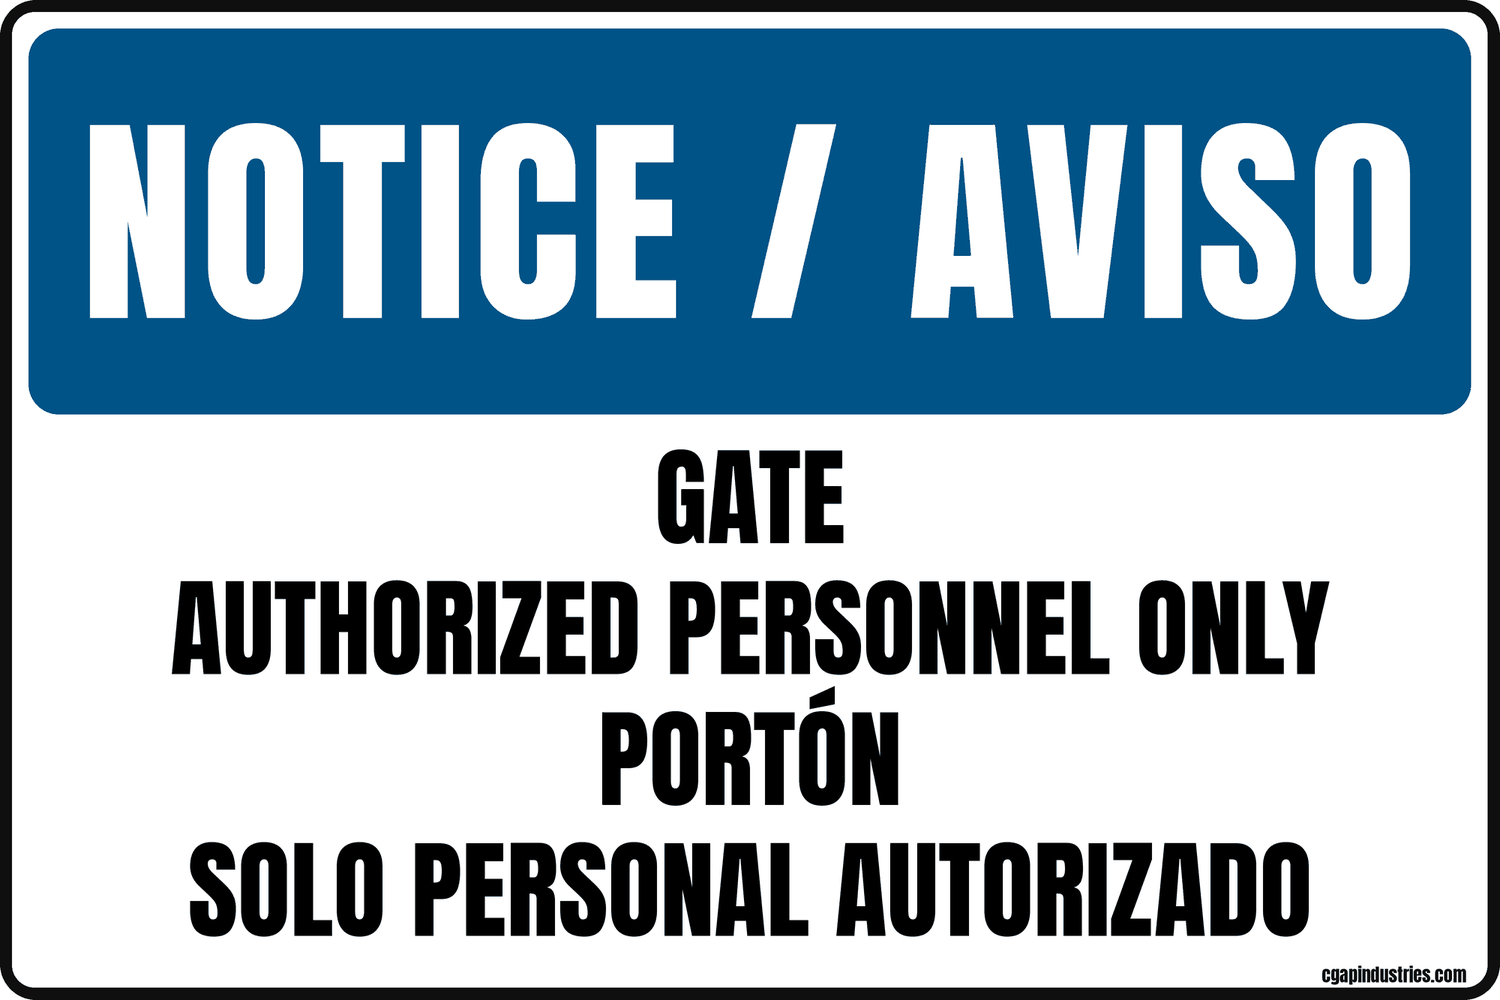 NOTICE / AVISO
GATE
AUTHORIZED PERSONNEL ONLY
PORTÓN
SOLO PERSONAL AUTORIZADO
cgapindustries.com